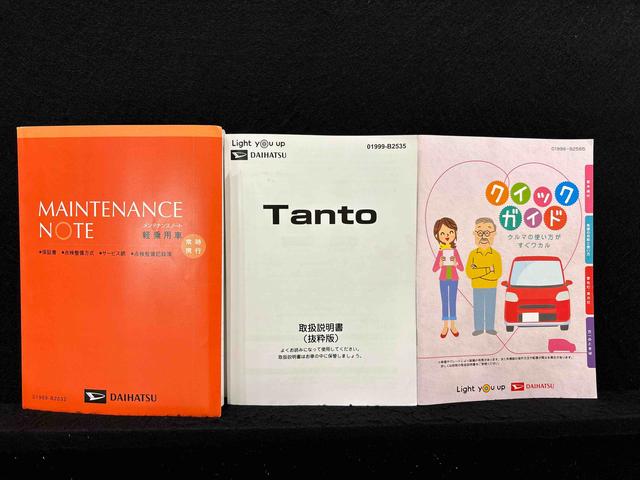 MAINTENANCE
NOTE
メンテナンスノート
軽乗用車
常時
携行
•保証書 •点検整備方式 •サービス網 •点検整備記録簿
01999-B2532
DAIHATSU
Light you up
DAIHATSU
01999-B2535
Tanto
取扱説明書
(抜粋版)
よくお読みになって使用してください。
取扱説明書はお車の中に保管しましょう。
01999-B2565
クイック
ガイド
クルマの使い方が
すぐワカル
Light you up
DAIHATSU